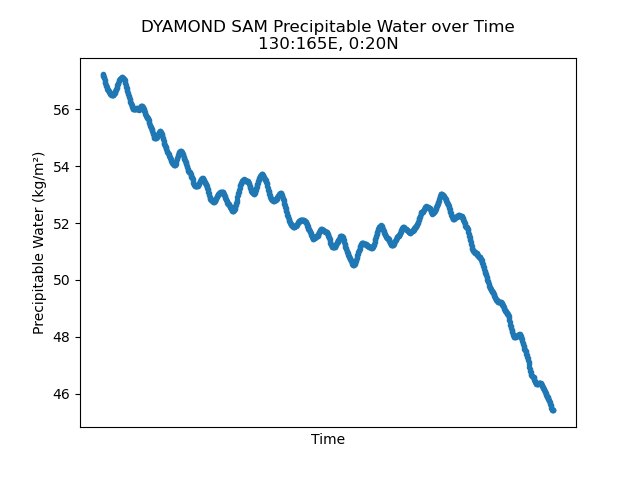 DYAMOND SAM Precipitable Water over Time
130:165E, 0:20N
56
54
52
50
48
46
Precipitable Water (kg/m²)
Time